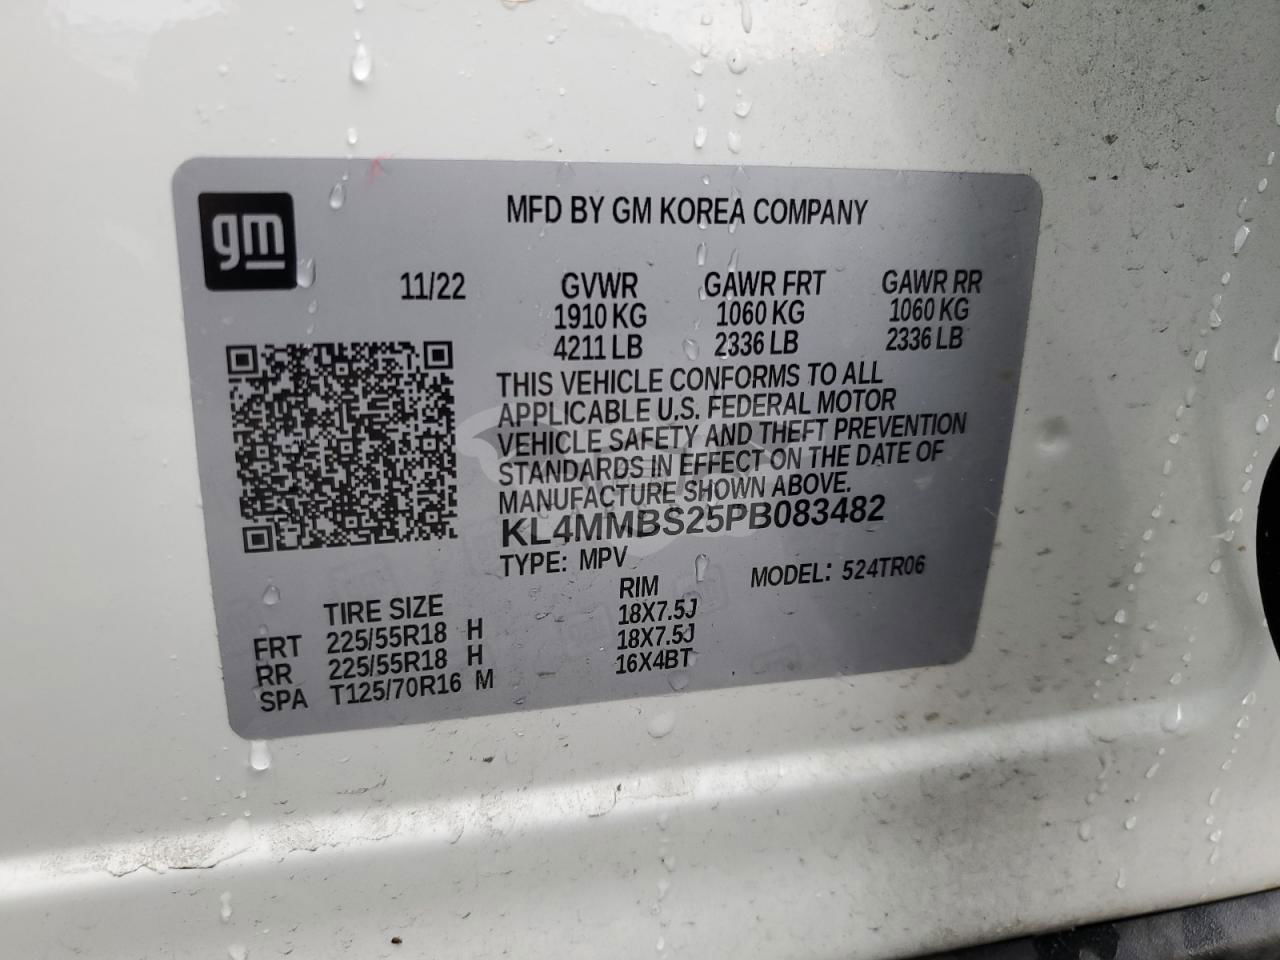 gm
MFD BY GM KOREA COMPANY
11/22 GVWR GAWR FRT GAWR RR
1910 KG 1060 KG 1060 KG
4211 LB 2336 LB 2336 LB
THIS VEHICLE CONFORMS TO ALL
APPLICABLE U.S. FEDERAL MOTOR
VEHICLE SAFETY AND THEFT PREVENTION
STANDARDS IN EFFECT ON THE DATE OF
MANUFACTURE SHOWN ABOVE.
KL4MMBS25PB083482
TYPE: MPV MODEL: 524TR06
TIRE SIZE RIM
FRT 225/55R18 H 18X7.5J
RR 225/55R18 H 18X7.5J
SPA T125/70R16 M 16X4BT